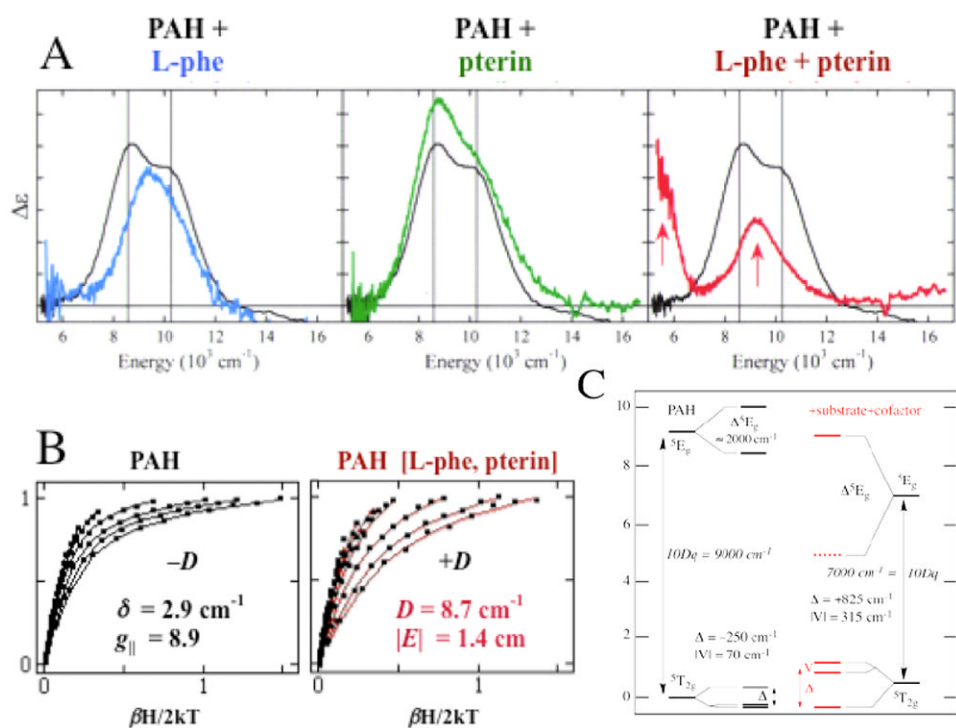 A
PAH +
L-phe
PAH +
pterin
PAH +
L-phe + pterin
Δε
6 8 10 12 14 16
6 8 10 12 14 16
6 8 10 12 14 16
Energy (10³ cm⁻¹)
Energy (10³ cm⁻¹)
Energy (10³ cm⁻¹)
B
PAH
1
0
–D
δ = 2.9 cm⁻¹
g|| = 8.9
0 1
βH/2kT
PAH [L-phe, pterin]
+D
D = 8.7 cm⁻¹
|E| = 1.4 cm
0 1
βH/2kT
C
10
8
6
4
2
0
PAH
⁵Eg
Δ⁵Eg
≈ 2000 cm⁻¹
10Dq = 9000 cm⁻¹
Δ = –250 cm⁻¹
|V| = 70 cm⁻¹
⁵T2g
Δ
+substrate+cofactor
⁵Eg
Δ⁵Eg
7000 cm⁻¹ = 10Dq
Δ = +825 cm⁻¹
|V| = 315 cm⁻¹
V
Δ
⁵T2g